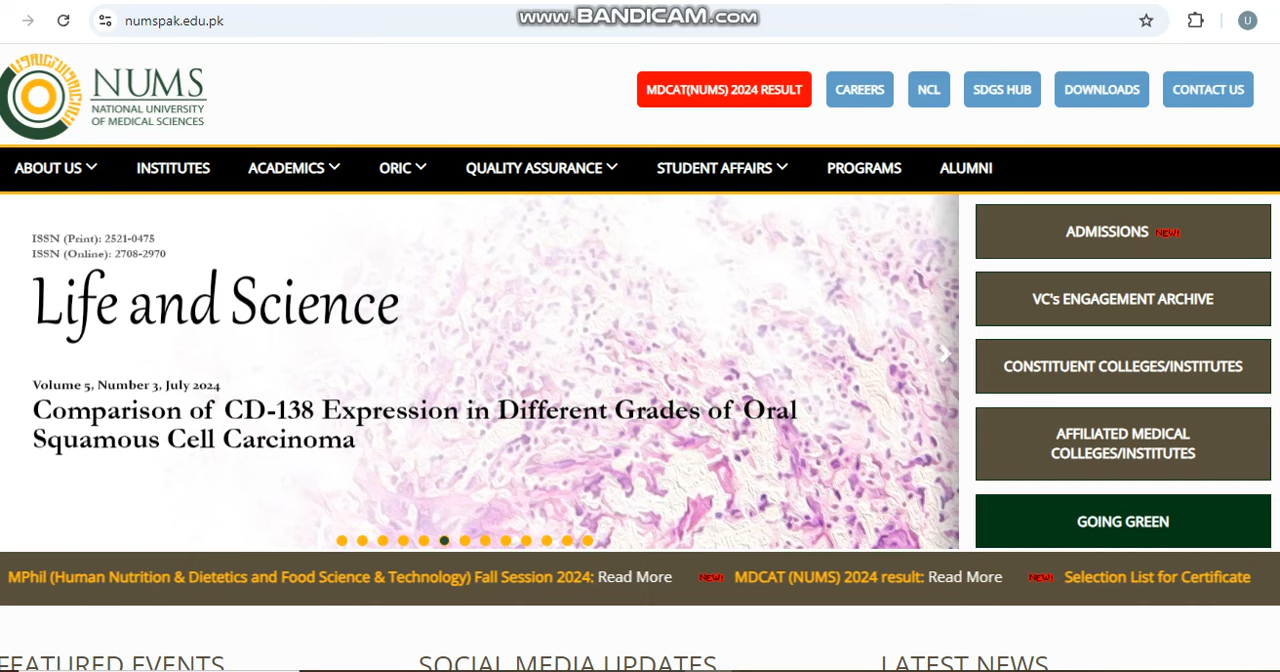 numspak.edu.pk
WWW.BANDICAM.COM
U
NUMS
NATIONAL UNIVERSITY
OF MEDICAL SCIENCES
MDCAT(NUMS) 2024 RESULT
CAREERS
NCL
SDGS HUB
DOWNLOADS
CONTACT US
ABOUT US
INSTITUTES
ACADEMICS
ORIC
QUALITY ASSURANCE
STUDENT AFFAIRS
PROGRAMS
ALUMNI
ISSN (Print): 2521-0475
ISSN (Online): 2708-2970
Life and Science
Volume 5, Number 3, July 2024
Comparison of CD-138 Expression in Different Grades of Oral
Squamous Cell Carcinoma
ADMISSIONS NEW!
VC's ENGAGEMENT ARCHIVE
CONSTITUENT COLLEGES/INSTITUTES
AFFILIATED MEDICAL
COLLEGES/INSTITUTES
GOING GREEN
MPhil (Human Nutrition & Dietetics and Food Science & Technology) Fall Session 2024: Read More NEW! MDCAT (NUMS) 2024 result: Read More NEW! Selection List for Certificate
FEATURED EVENTS
SOCIAL MEDIA UPDATES
LATEST NEWS